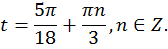 t = 5π/18 + πn/3 , n ∈ Z.